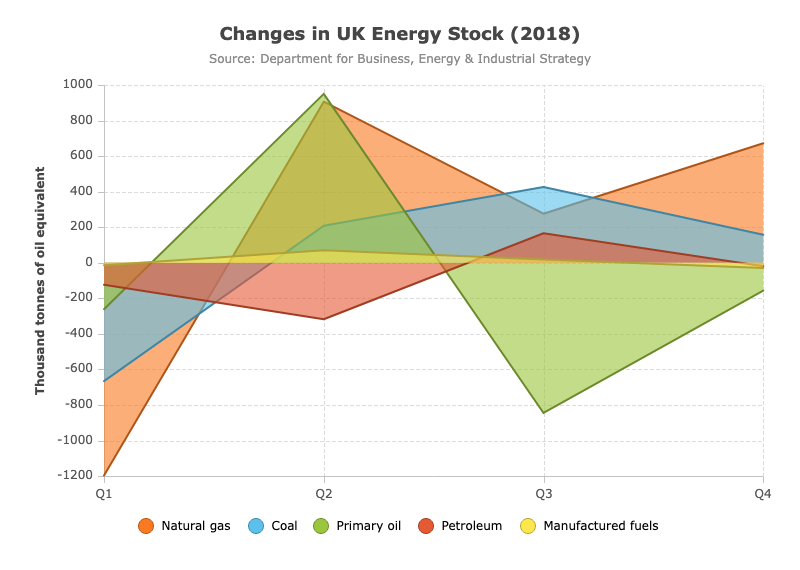 Changes in UK Energy Stock (2018)
Source: Department for Business, Energy & Industrial Strategy
Thousand tonnes of oil equivalent
1000
800
600
400
200
0
-200
-400
-600
-800
-1000
-1200
Q1 Q2 Q3 Q4
Natural gas Coal Primary oil Petroleum Manufactured fuels